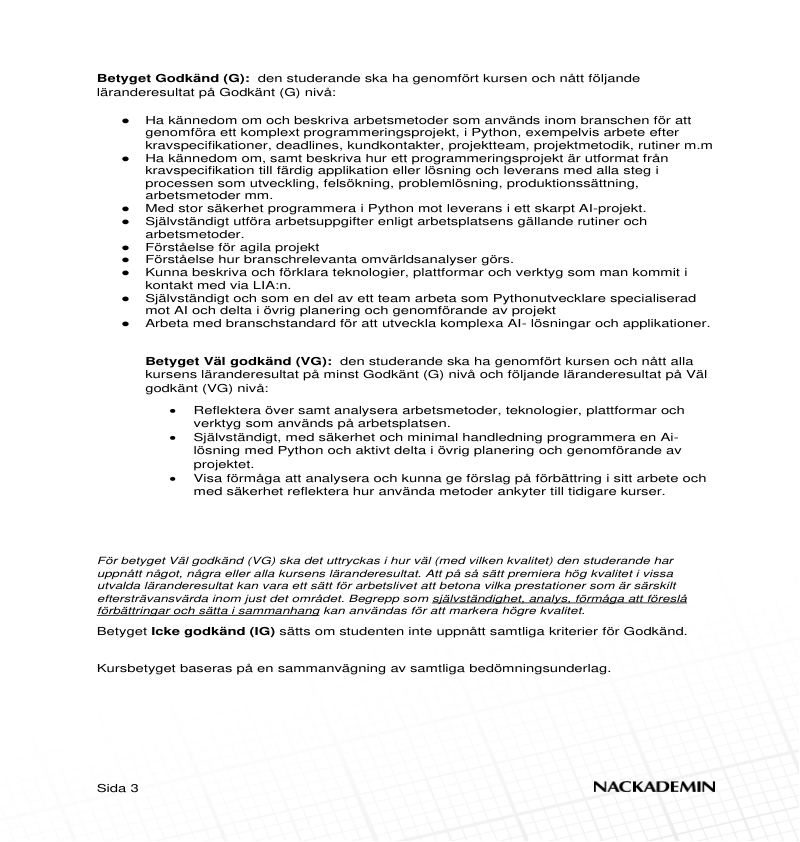 Betyget Godkänd (G):  den studerande ska ha genomfört kursen och nått följande
läranderesultat på Godkänt (G) nivå:
● Ha kännedom om och beskriva arbetsmetoder som används inom branschen för att
genomföra ett komplext programmeringsprojekt, i Python, exempelvis arbete efter
kravspecifikationer, deadlines, kundkontakter, projektteam, projektmetodik, rutiner m.m
● Ha kännedom om, samt beskriva hur ett programmeringsprojekt är utformat från
kravspecifikation till färdig applikation eller lösning och leverans med alla steg i
processen som utveckling, felsökning, problemlösning, produktionssättning,
arbetsmetoder mm.
● Med stor säkerhet programmera i Python mot leverans i ett skarpt AI-projekt.
● Självständigt utföra arbetsuppgifter enligt arbetsplatsens gällande rutiner och
arbetsmetoder.
● Förståelse för agila projekt
● Förståelse hur branschrelevanta omvärldsanalyser görs.
● Kunna beskriva och förklara teknologier, plattformar och verktyg som man kommit i
kontakt med via LIA:n.
● Självständigt och som en del av ett team arbeta som Pythonutvecklare specialiserad
mot AI och delta i övrig planering och genomförande av projekt
● Arbeta med branschstandard för att utveckla komplexa AI- lösningar och applikationer.
Betyget Väl godkänd (VG):  den studerande ska ha genomfört kursen och nått alla
kursens läranderesultat på minst Godkänt (G) nivå och följande läranderesultat på Väl
godkänt (VG) nivå:
● Reflektera över samt analysera arbetsmetoder, teknologier, plattformar och
verktyg som används på arbetsplatsen.
● Självständigt, med säkerhet och minimal handledning programmera en Ai-
lösning med Python och aktivt delta i övrig planering och genomförande av
projektet.
● Visa förmåga att analysera och kunna ge förslag på förbättring i sitt arbete och
med säkerhet reflektera hur använda metoder ankyter till tidigare kurser.
För betyget Väl godkänd (VG) ska det uttryckas i hur väl (med vilken kvalitet) den studerande har
uppnått något, några eller alla kursens läranderesultat. Att på så sätt premiera hög kvalitet i vissa
utvalda läranderesultat kan vara ett sätt för arbetslivet att betona vilka prestationer som är särskilt
eftersträvansvärda inom just det området. Begrepp som självständighet, analys, förmåga att föreslå
förbättringar och sätta i sammanhang kan användas för att markera högre kvalitet.
Betyget Icke godkänd (IG) sätts om studenten inte uppnått samtliga kriterier för Godkänd.
Kursbetyget baseras på en sammanvägning av samtliga bedömningsunderlag.
Sida 3
NACKADEMIN